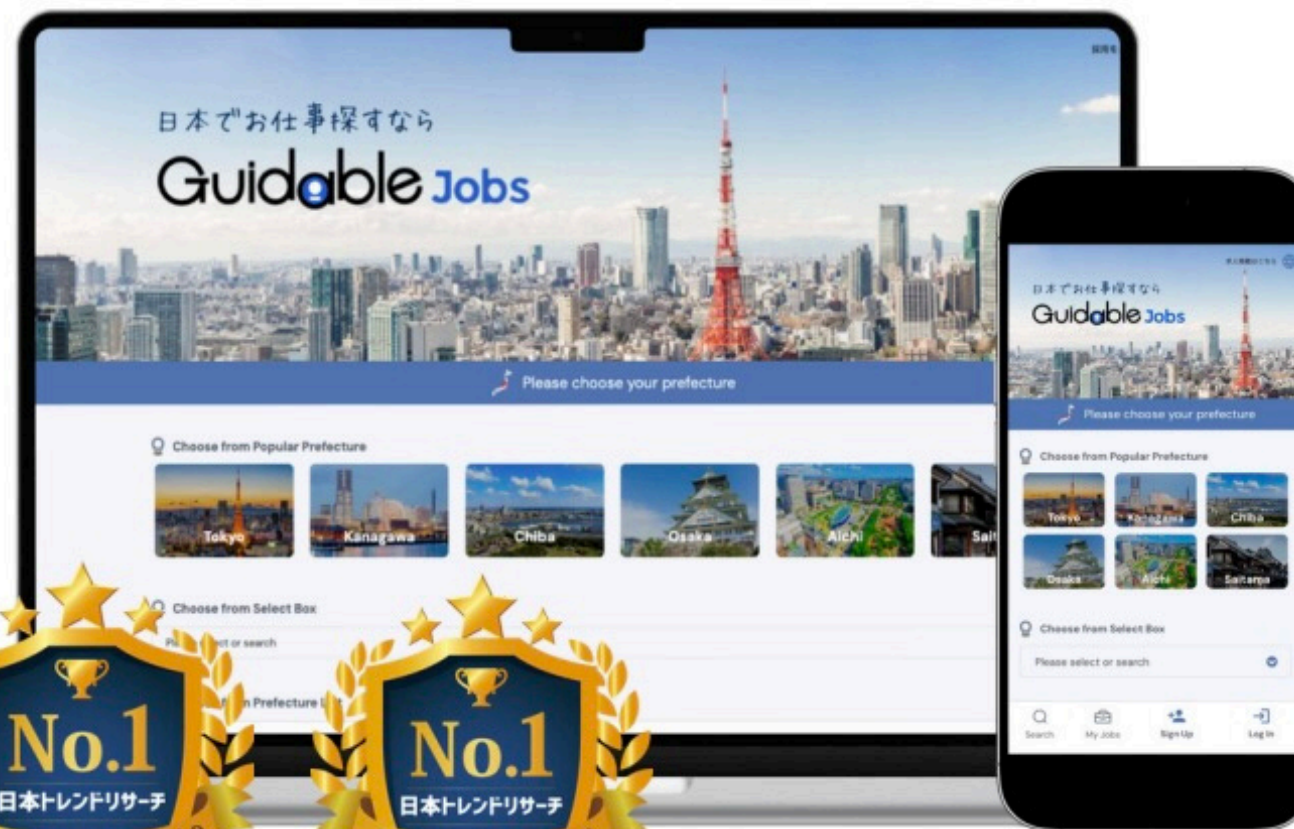 日本でお仕事探すなら
Guidable Jobs
Please choose your prefecture
Choose from Popular Prefecture
Tokyo
Kanagawa
Chiba
Osaka
Aichi
Choose from Select Box
or search
Prefecture
No.1
日本トレンドリサーチ
No.1
日本トレンドリサーチ
日本でお仕事探すなら
Guidable Jobs
Please choose your prefecture
Choose from Popular Prefecture
Tokyo
Kanagawa
Chiba
Osaka
Aichi
Saitama
Choose from Select Box
Please select or search
Search
My Jobs
Sign Up
Log In